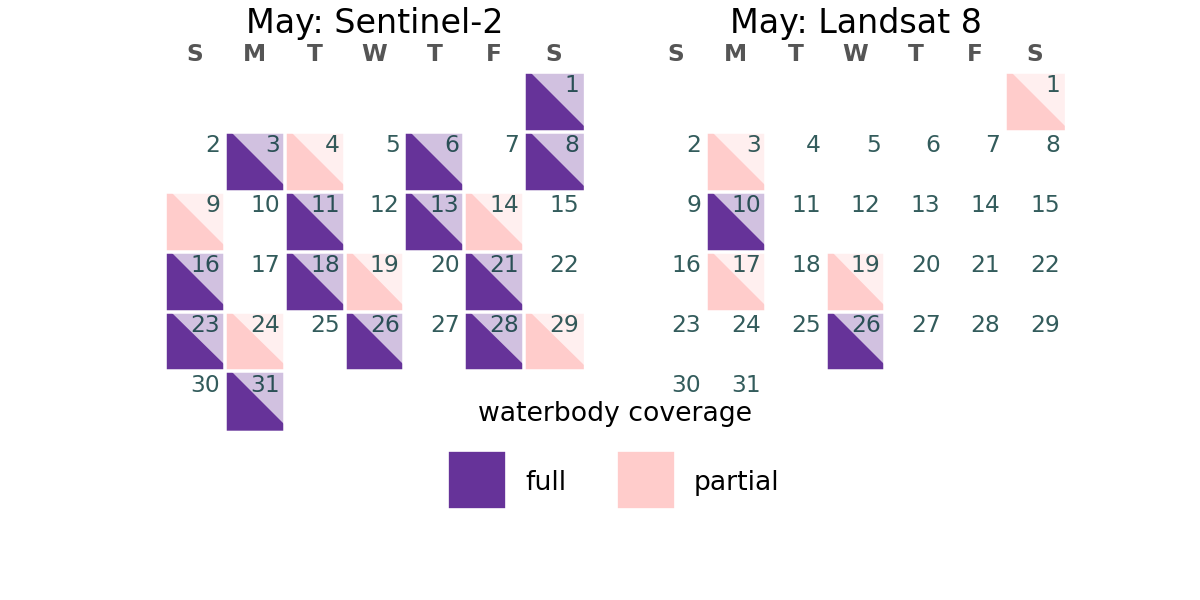 May: Sentinel-2
S M T W T F S
1
2 3 4 5 6 7 8
9 10 11 12 13 14 15
16 17 18 19 20 21 22
23 24 25 26 27 28 29
30 31
May: Landsat 8
S M T W T F S
1
2 3 4 5 6 7 8
9 10 11 12 13 14 15
16 17 18 19 20 21 22
23 24 25 26 27 28 29
30 31
waterbody coverage
full partial